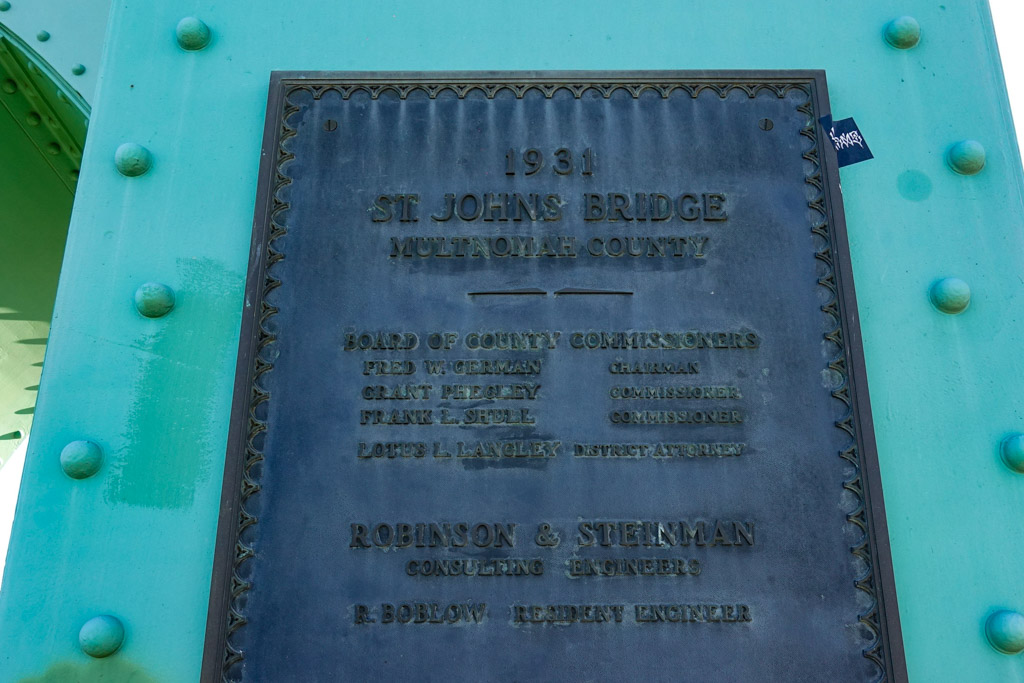 1931
ST. JOHNS BRIDGE
MULTNOMAH COUNTY
BOARD OF COUNTY COMMISSIONERS
FRED W. GERMAN CHAIRMAN
GRANT PHEGLEY COMMISSIONER
FRANK L. SHULL COMMISSIONER
LOTUS L. LANGLEY DISTRICT ATTORNEY
ROBINSON & STEINMAN
CONSULTING ENGINEERS
R. BOBLOW RESIDENT ENGINEER